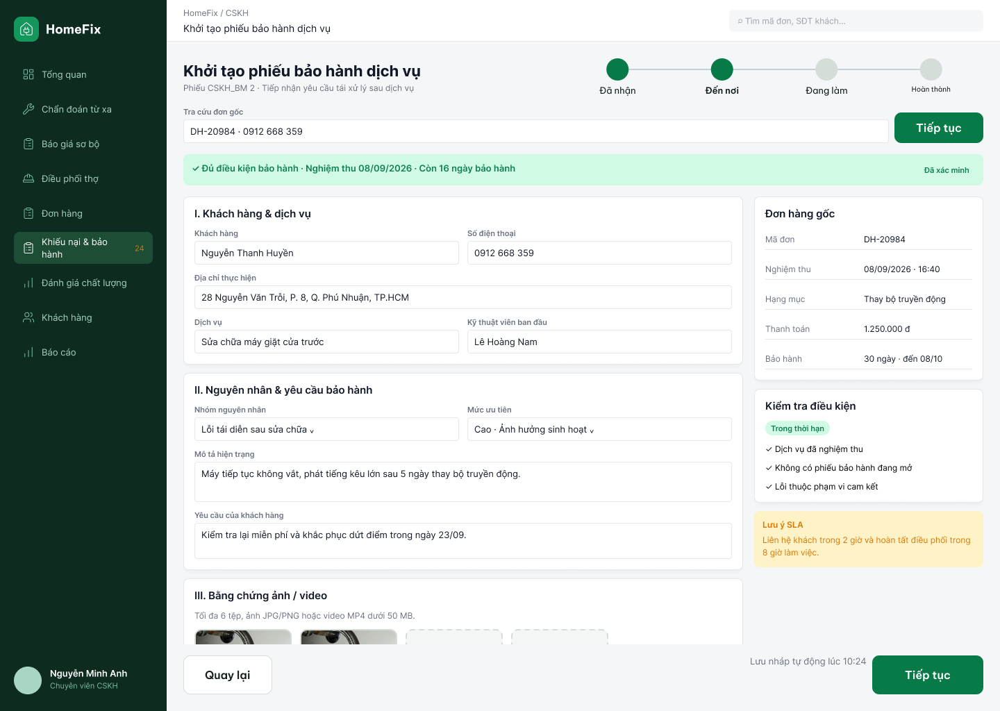 HomeFix
Tổng quan
Chẩn đoán từ xa
Báo giá sơ bộ
Điều phối thợ
Đơn hàng
Khiếu nại & bảo
hành
24
Đánh giá chất lượng
Khách hàng
Báo cáo
Nguyễn Minh Anh
Chuyên viên CSKH
HomeFix / CSKH
Khởi tạo phiếu bảo hành dịch vụ
Tìm mã đơn, SĐT khách...
Khởi tạo phiếu bảo hành dịch vụ
Phiếu CSKH_BM 2 · Tiếp nhận yêu cầu tái xử lý sau dịch vụ
Đã nhận
Đến nơi
Đang làm
Hoàn thành
Tra cứu đơn gốc
DH-20984 · 0912 668 359
Tiếp tục
✓ Đủ điều kiện bảo hành · Nghiệm thu 08/09/2026 · Còn 16 ngày bảo hành
Đã xác minh
I. Khách hàng & dịch vụ
Khách hàng
Số điện thoại
Nguyễn Thanh Huyền
0912 668 359
Địa chỉ thực hiện
28 Nguyễn Văn Trỗi, P. 8, Q. Phú Nhuận, TP.HCM
Dịch vụ
Kỹ thuật viên ban đầu
Sửa chữa máy giặt cửa trước
Lê Hoàng Nam
II. Nguyên nhân & yêu cầu bảo hành
Nhóm nguyên nhân
Mức ưu tiên
Lỗi tái diễn sau sửa chữa
Cao · Ảnh hưởng sinh hoạt
Mô tả hiện trạng
Máy tiếp tục không vắt, phát tiếng kêu lớn sau 5 ngày thay bộ truyền động.
Yêu cầu của khách hàng
Kiểm tra lại miễn phí và khắc phục dứt điểm trong ngày 23/09.
III. Bằng chứng ảnh / video
Tối đa 6 tệp, ảnh JPG/PNG hoặc video MP4 dưới 50 MB.
Đơn hàng gốc
Mã đơn
DH-20984
Nghiệm thu
08/09/2026 · 16:40
Hạng mục
Thay bộ truyền động
Thanh toán
1.250.000 đ
Bảo hành
30 ngày · đến 08/10
Kiểm tra điều kiện
Trong thời hạn
✓ Dịch vụ đã nghiệm thu
✓ Không có phiếu bảo hành đang mở
✓ Lỗi thuộc phạm vi cam kết
Lưu ý SLA
Liên hệ khách trong 2 giờ và hoàn tất điều phối trong
8 giờ làm việc.
Quay lại
Lưu nháp tự động lúc 10:24
Tiếp tục